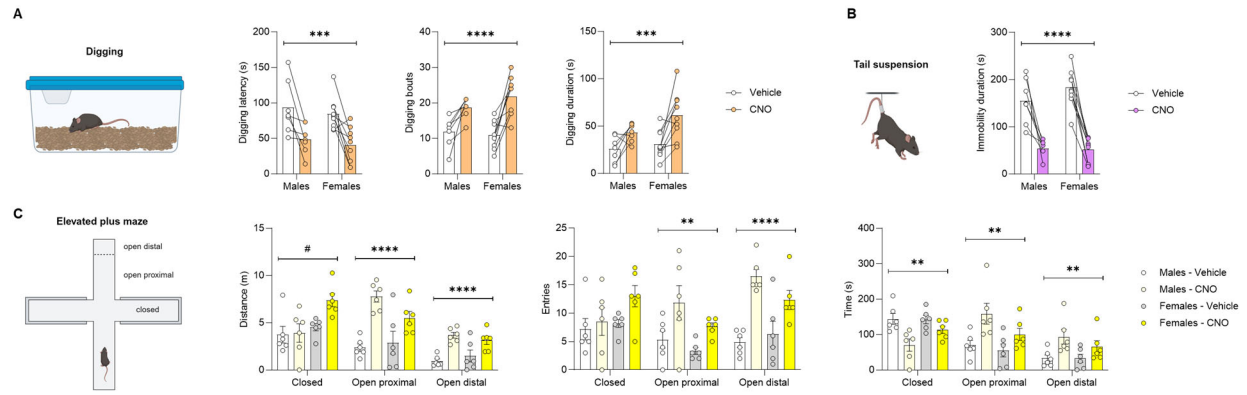 A
Digging
Digging latency (s)
200
150
100
50
0
***
Males
Females
Digging bouts
40
30
20
10
0
****
Males
Females
Digging duration (s)
150
100
50
0
***
Males
Females
Vehicle
CNO
B
Tail suspension
Immobility duration (s)
300
200
100
0
****
Males
Females
Vehicle
CNO
C
Elevated plus maze
open distal
open proximal
closed
Distance (m)
15
10
5
0
#
****
****
Closed
Open proximal
Open distal
Entries
25
20
15
10
5
0
**
****
Closed
Open proximal
Open distal
Time (s)
400
300
200
100
0
**
**
**
Closed
Open proximal
Open distal
Males - Vehicle
Males - CNO
Females - Vehicle
Females - CNO